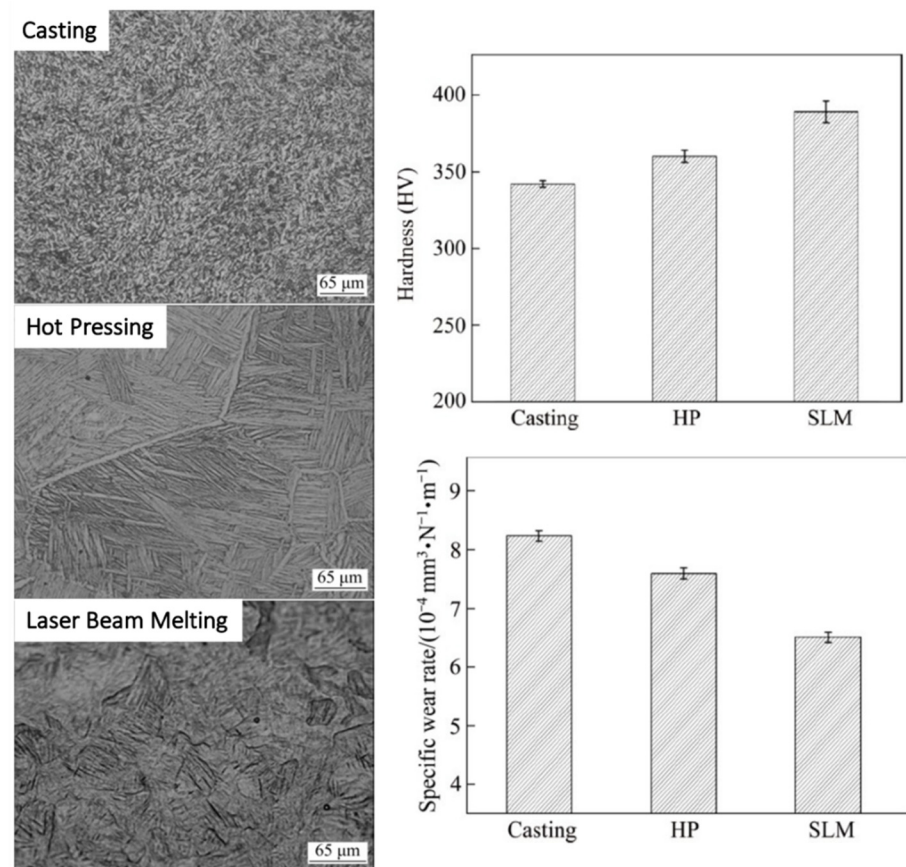 Casting
65 μm
Hot Pressing
65 μm
Laser Beam Melting
65 μm
Hardness (HV)
400
350
300
250
200
Casting HP SLM
Specific wear rate/(10⁻⁴ mm³•N⁻¹•m⁻¹)
9
8
7
6
5
4
Casting HP SLM